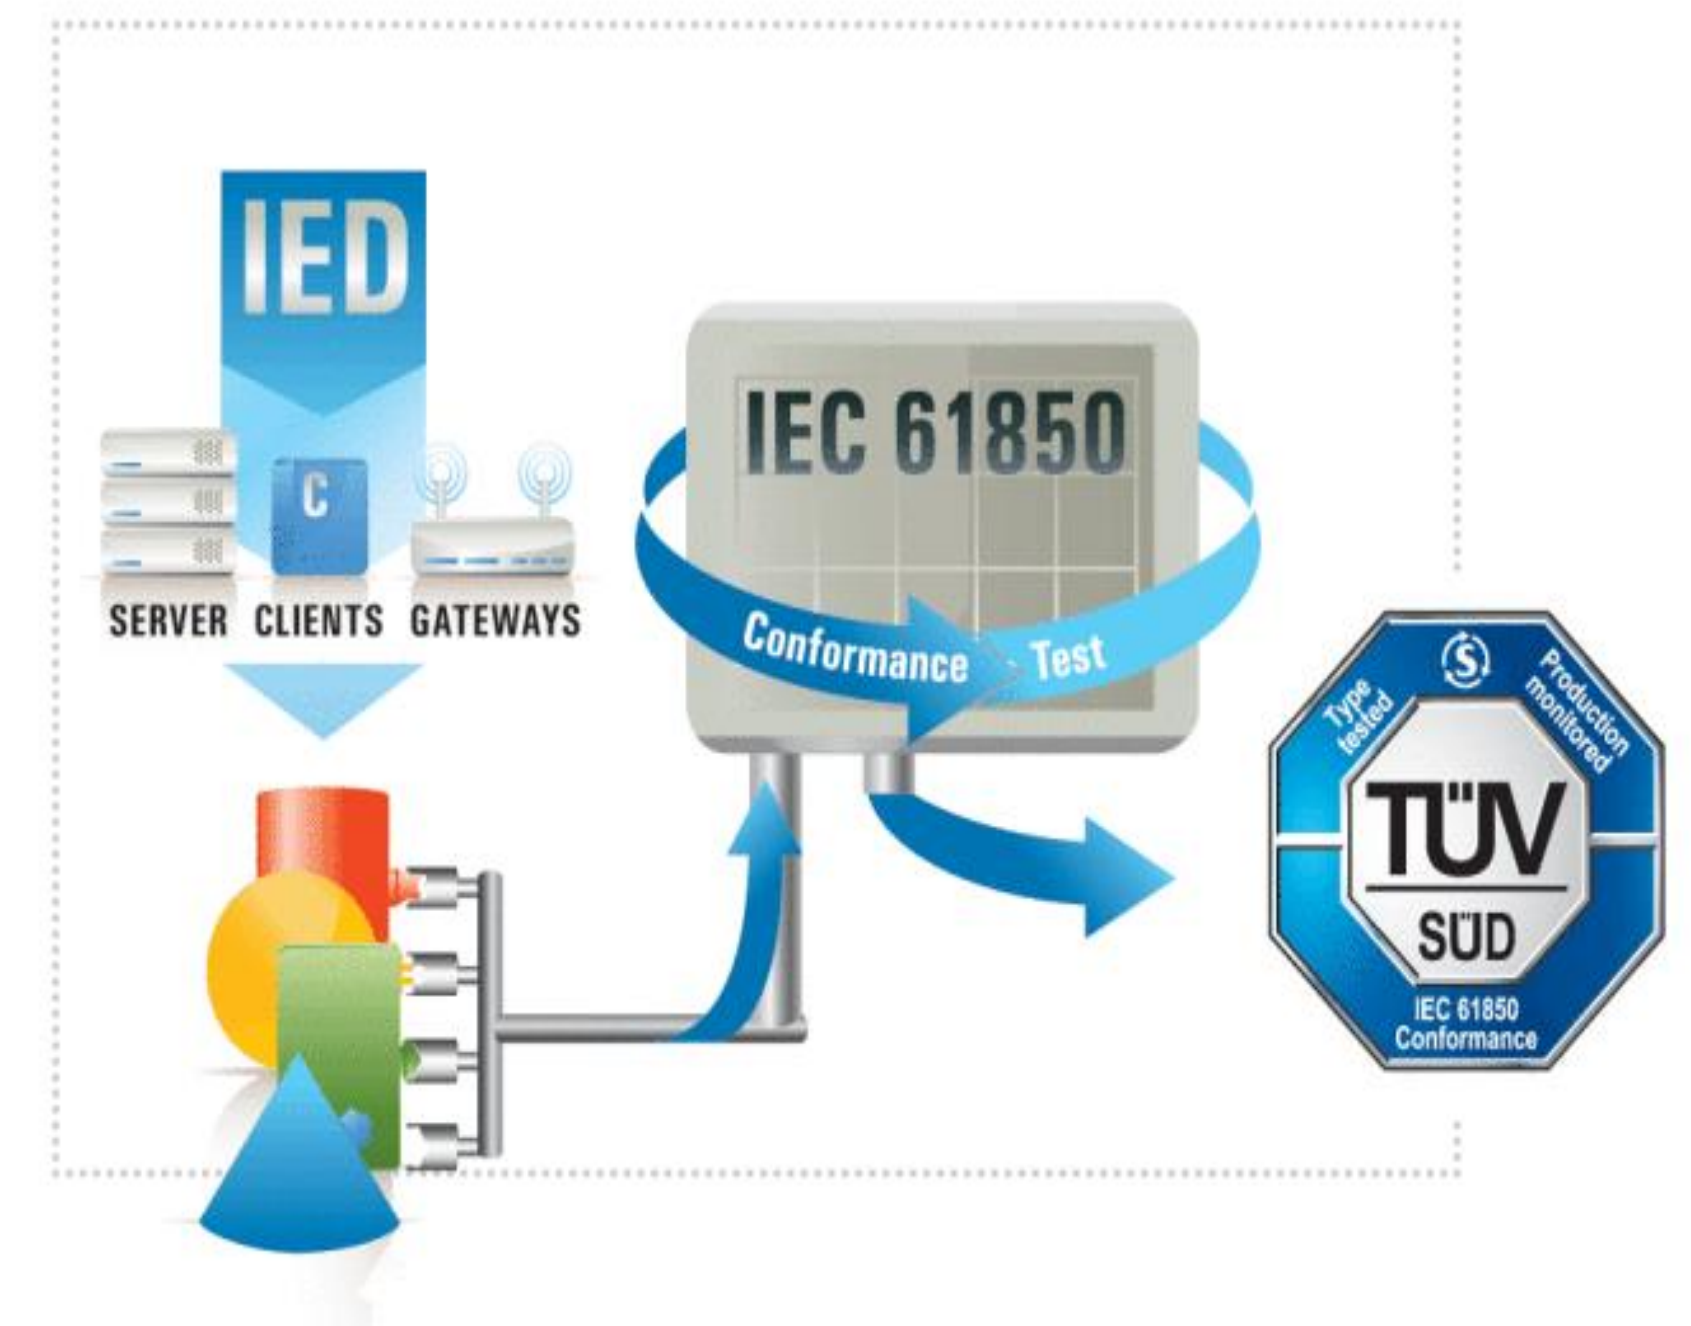 IED
C
SERVER CLIENTS GATEWAYS
IEC 61850
Conformance Test
S
Type
tested
Production
monitored
TÜV
SÜD
IEC 61850
Conformance